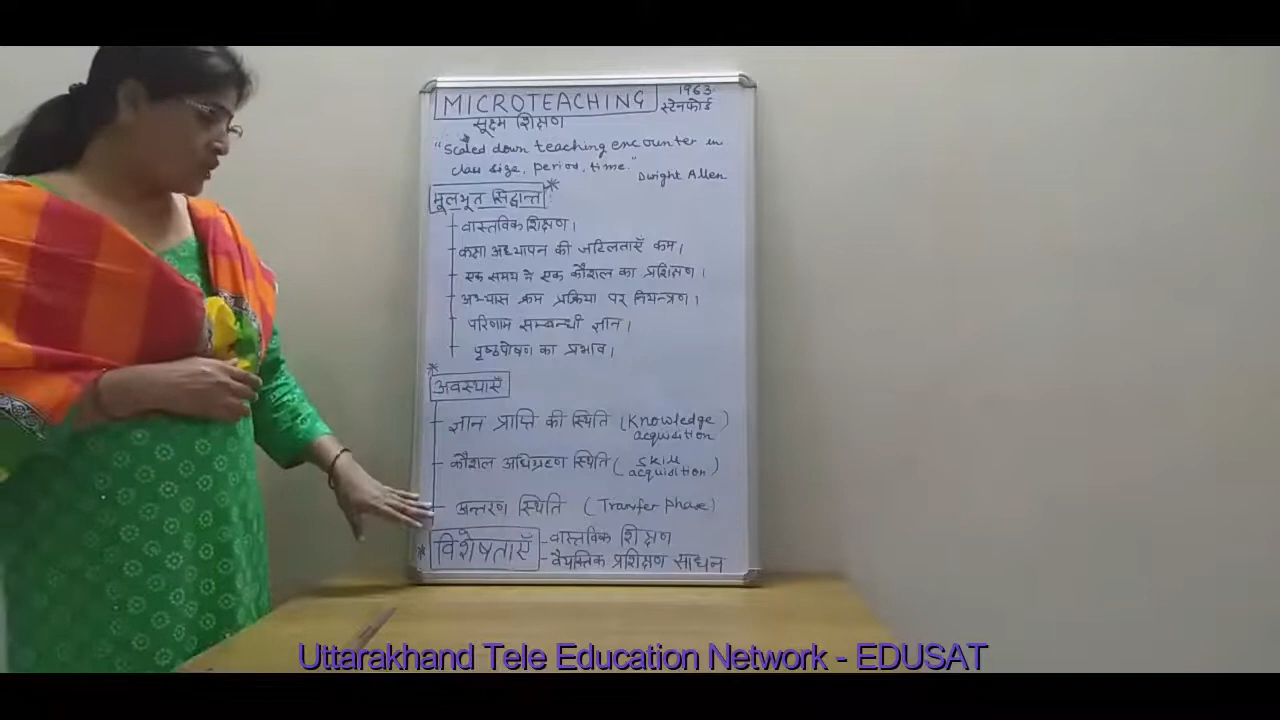 MICROTEACHING
1963
स्टेनफोर्ड
सूक्ष्म शिक्षण
"Scaled down teaching encounter in
class size, period, time."
Dwight Allen
मूलभूत सिद्धान्त
वास्तविक शिक्षण।
कक्षा अध्यापन की जटिलताएँ कम।
एक समय में एक कौशल का प्रशिक्षण।
अभ्यास क्रम प्रक्रिया पर नियन्त्रण।
परिणाम सम्बन्धी ज्ञान।
पृष्ठपोषण का प्रभाव।
अवस्थाएँ
ज्ञान प्राप्ति की स्थिति (Knowledge acquisition)
कौशल अधिग्रहण स्थिति (Skill acquisition)
अन्तरण स्थिति (Transfer phase)
विशेषताएँ - वास्तविक शिक्षण
- वैयक्तिक प्रशिक्षण साधन
Uttarakhand Tele Education Network - EDUSAT